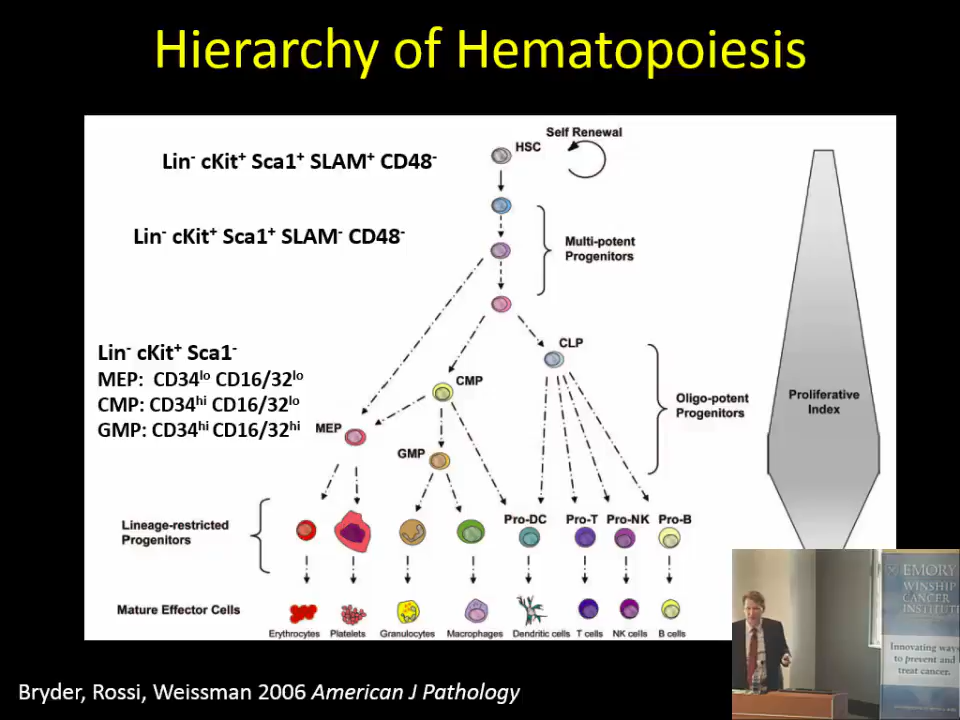 Hierarchy of Hematopoiesis
Self Renewal
HSC
Lin⁻ cKit⁺ Sca1⁺ SLAM⁺ CD48⁻
Lin⁻ cKit⁺ Sca1⁺ SLAM⁻ CD48⁻
Multi-potent
Progenitors
Lin⁻ cKit⁺ Sca1⁻
MEP: CD34ˡᵒ CD16/32ˡᵒ
CMP: CD34ʰⁱ CD16/32ˡᵒ
GMP: CD34ʰⁱ CD16/32ʰⁱ
CLP
CMP
MEP
GMP
Oligo-potent
Progenitors
Proliferative
Index
Lineage-restricted
Progenitors
Pro-DC Pro-T Pro-NK Pro-B
Mature Effector Cells
Erythrocytes Platelets Granulocytes Macrophages Dendritic cells T cells NK cells B cells
EMORY
WINSHIP
CANCER
INSTITUTE
Innovating ways
to prevent and
treat cancer.
Bryder, Rossi, Weissman 2006 American J Pathology